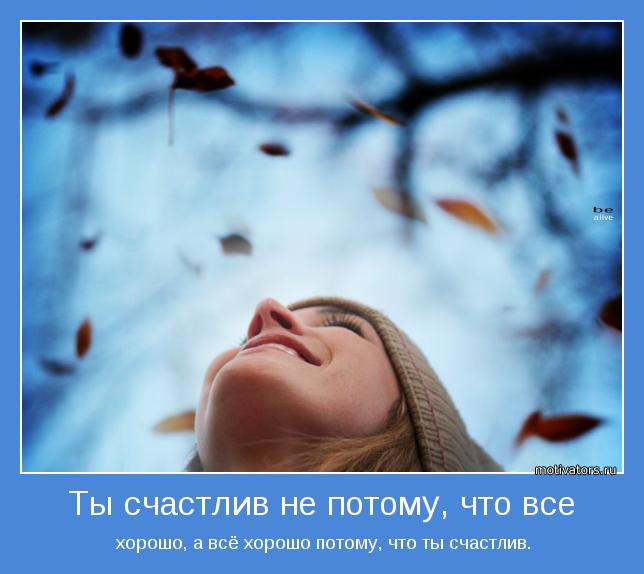 be
alive
motivators.ru
Ты счастлив не потому, что все
хорошо, а всё хорошо потому, что ты счастлив.